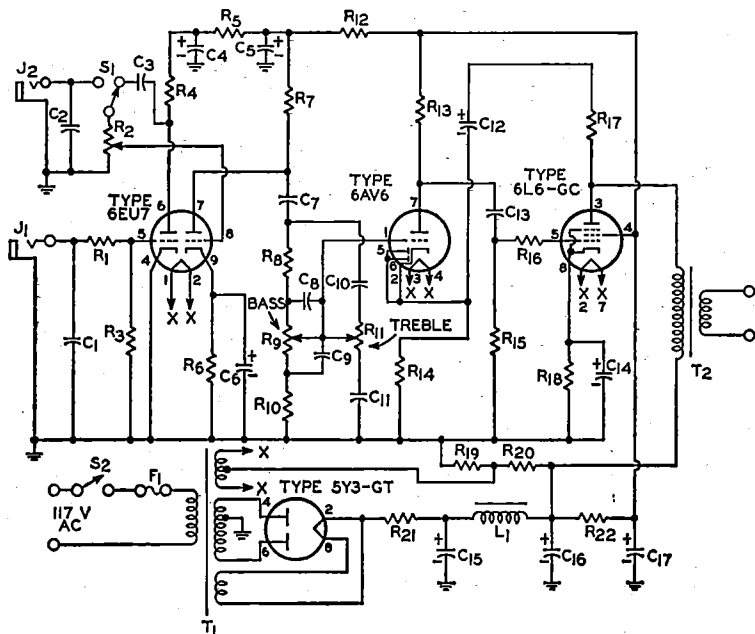 R5
R12
C4
C5
J2
S1
C3
R4
R7
R13
C12
R17
C2
R2
TYPE
6EU7
TYPE
6AV6
TYPE
6L6-GC
6
7
C7
7
C13
3
J1
R1
5
8
4
9
R8
C8
C10
1
5
6
2
3
4
R16
5
4
8
1
2
X
X
X
X
2
7
X
X
BASS
TREBLE
R3
C1
R6
C6
R9
C9
R11
R14
R15
R18
C14
T2
R10
C11
S2
F1
117 V
AC
X
X
TYPE 5Y3-GT
R19
R20
4
2
6
8
R21
L1
R22
C15
C16
C17
T1